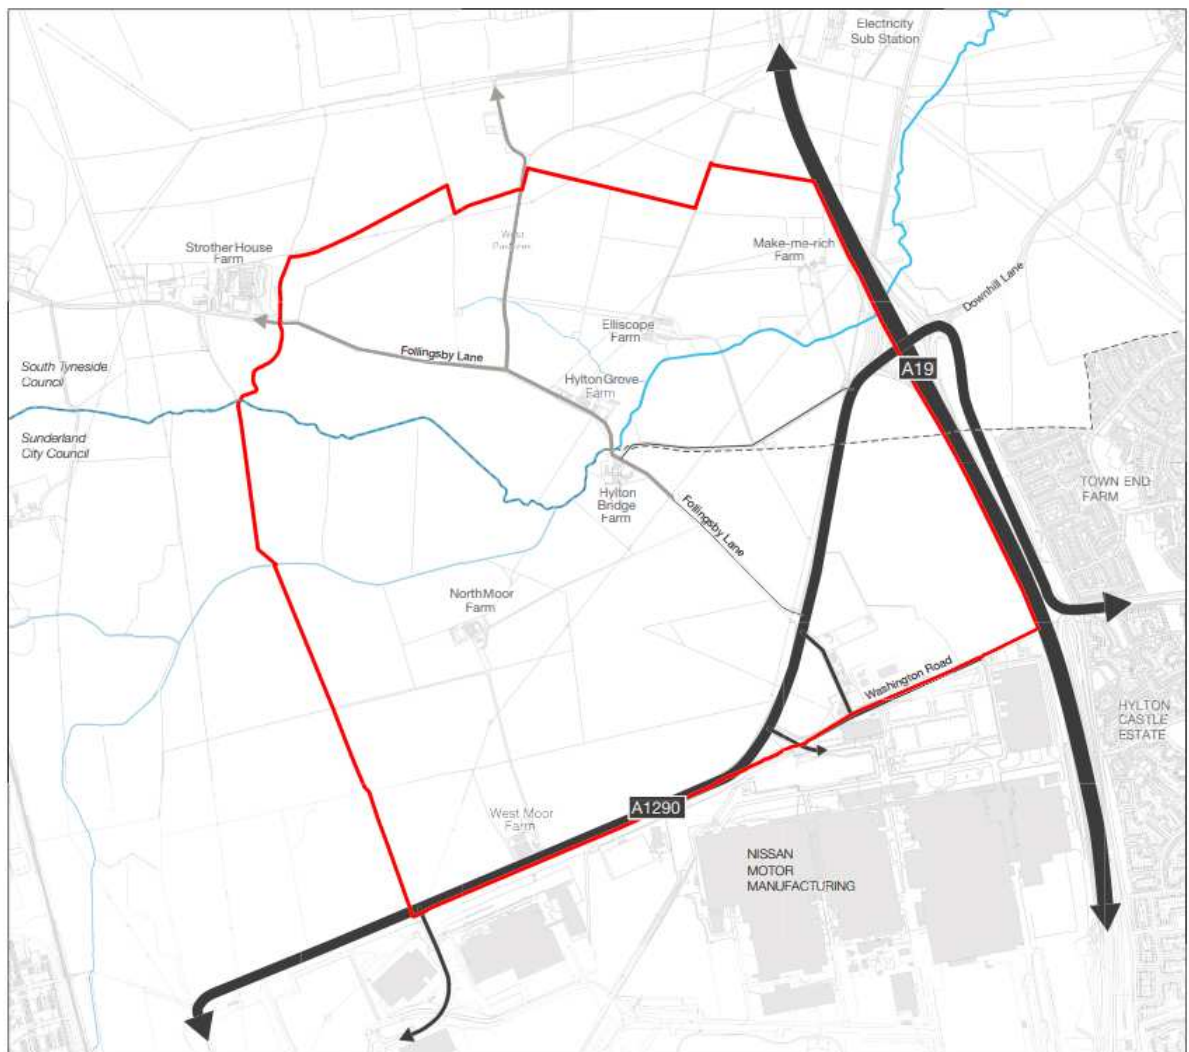 Electricity
Sub Station
Strother House
Farm
West
Make-me-rich
Farm
Downhill Lane
Elliscope
Farm
Follingsby Lane
South Tyneside
Council
A19
Hylton Grove
Farm
Sunderland
City Council
TOWN END
FARM
Hylton
Bridge
Farm
Follingsby Lane
North Moor
Farm
Washington Road
HYLTON
CASTLE
ESTATE
A1290
West Moor
Farm
NISSAN
MOTOR
MANUFACTURING